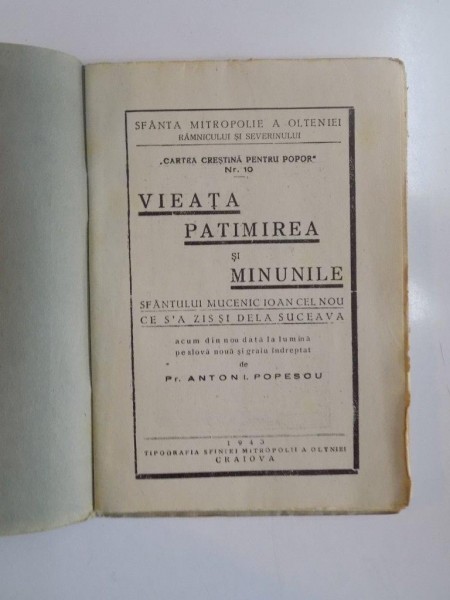 SFÂNTA MITROPOLIE A OLTENIEI
RÂMNICULUI ȘI SEVERINULUI
„CARTEA CREȘTINĂ PENTRU POPOR"
Nr. 10
VIEAȚA
PATIMIREA
ȘI
MINUNILE
SFÂNTULUI MUCENIC IOAN CEL NOU
CE S'A ZIS ȘI DELA SUCEAVA
acum din nou dată la lumină
pe slovă nouă și graiu îndreptat
de
Pr. ANTON I. POPESCU
1943
TIPOGRAFIA SFINTEI MITROPOLII A OLTENIEI
CRAIOVA